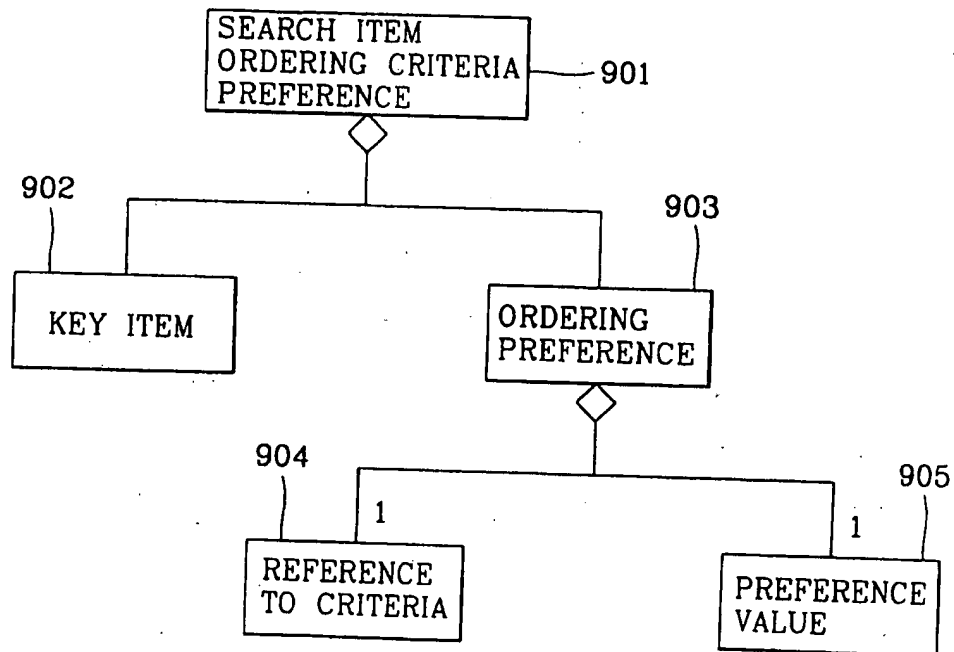 SEARCH ITEM
ORDERING CRITERIA
PREFERENCE
901
902
903
KEY ITEM
ORDERING
PREFERENCE
904
905
1
1
REFERENCE
TO CRITERIA
PREFERENCE
VALUE